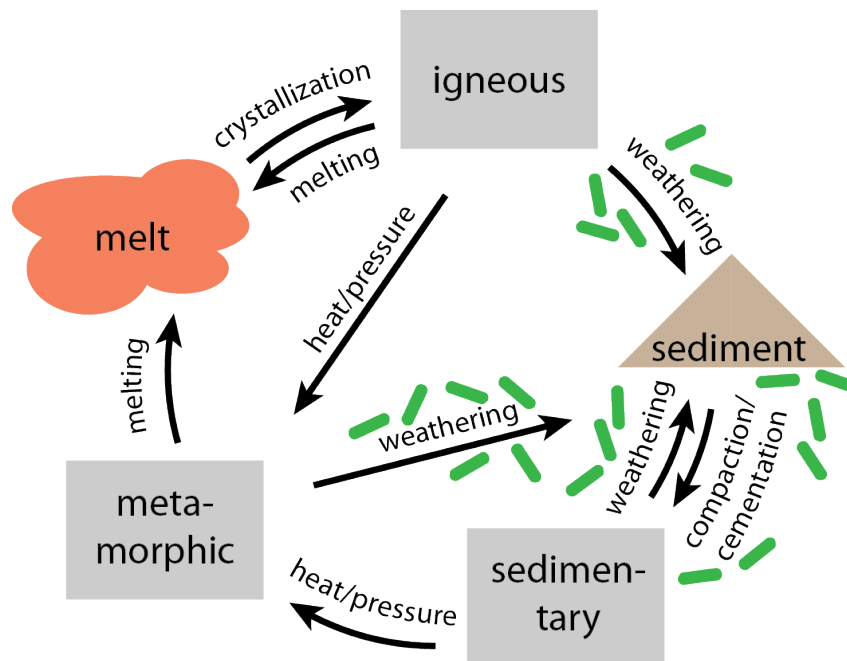 igneous
crystallization
melting
weathering
melt
heat/pressure
sediment
melting
weathering
weathering
compaction/
cementation
meta-
morphic
heat/pressure
sedimen-
tary